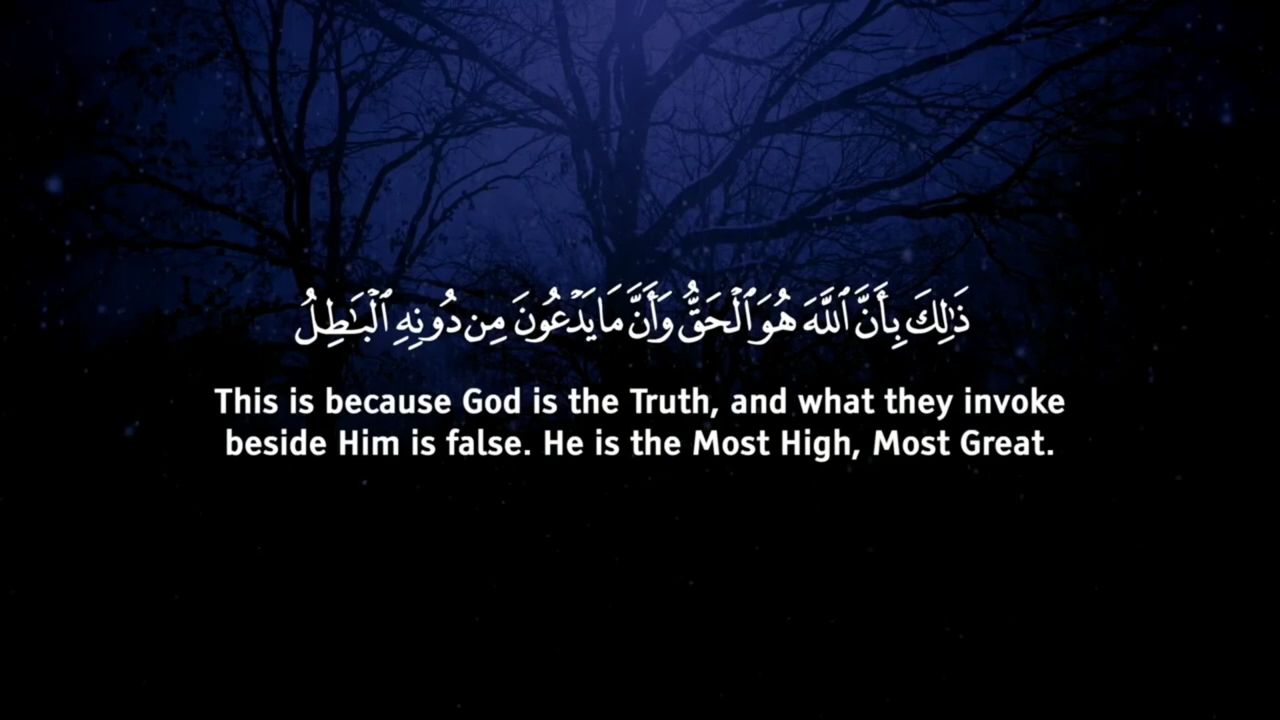 ذَٰلِكَ بِأَنَّ ٱللَّهَ هُوَ ٱلْحَقُّ وَأَنَّ مَا يَدْعُونَ مِن دُونِهِ ٱلْبَـٰطِلُ
This is because God is the Truth, and what they invoke
beside Him is false. He is the Most High, Most Great.